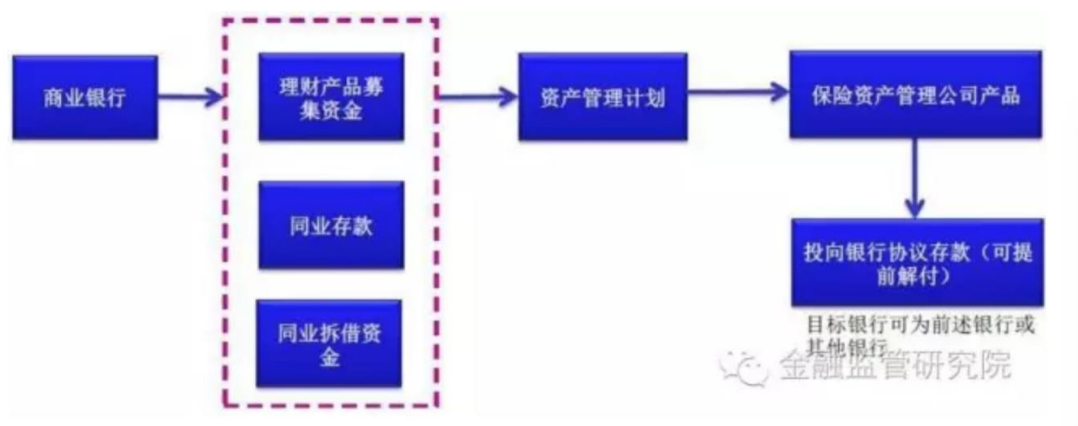 商业银行
理财产品募
集资金
同业存款
同业拆借资
金
资产管理计划
保险资产管理公司产品
投向银行协议存款（可提
前解付）
目标银行可为前述银行或
其他银行
金融监管研究院